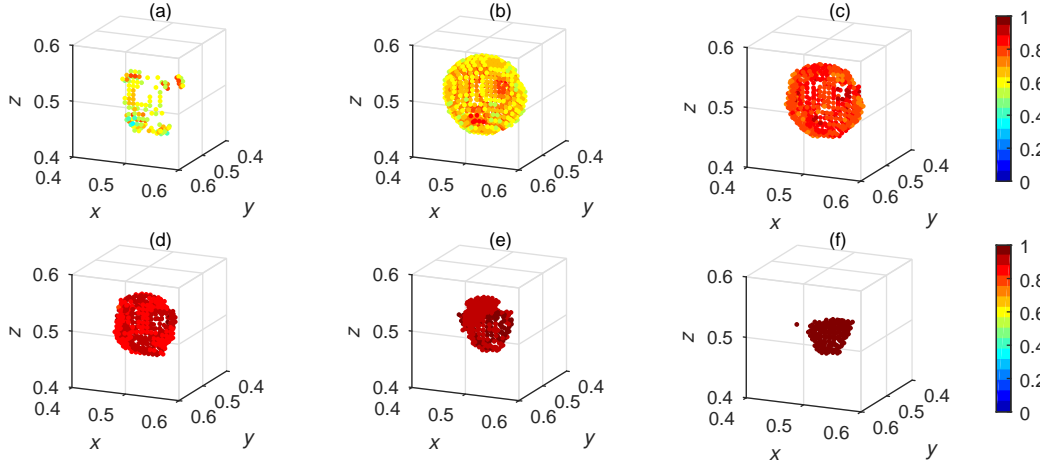 (a) (b) (c)
0.6 0.6 0.6 1
0.8
z 0.5 z 0.5 z 0.5 0.6
0.4
0.4 0.4 0.4 0.2
0.4 0.4 0.4 0.4 0.4 0.4 0
0.5 0.5 0.5 0.5 0.5 0.5
0.6 0.6 0.6 0.6 0.6 0.6
x y x y x y
(d) (e) (f)
0.6 0.6 0.6 1
0.8
z 0.5 z 0.5 z 0.5 0.6
0.4
0.4 0.4 0.4 0.2
0.4 0.4 0.4 0.4 0.4 0.4 0
0.5 0.5 0.5 0.5 0.5 0.5
0.6 0.6 0.6 0.6 0.6 0.6
x y x y x y